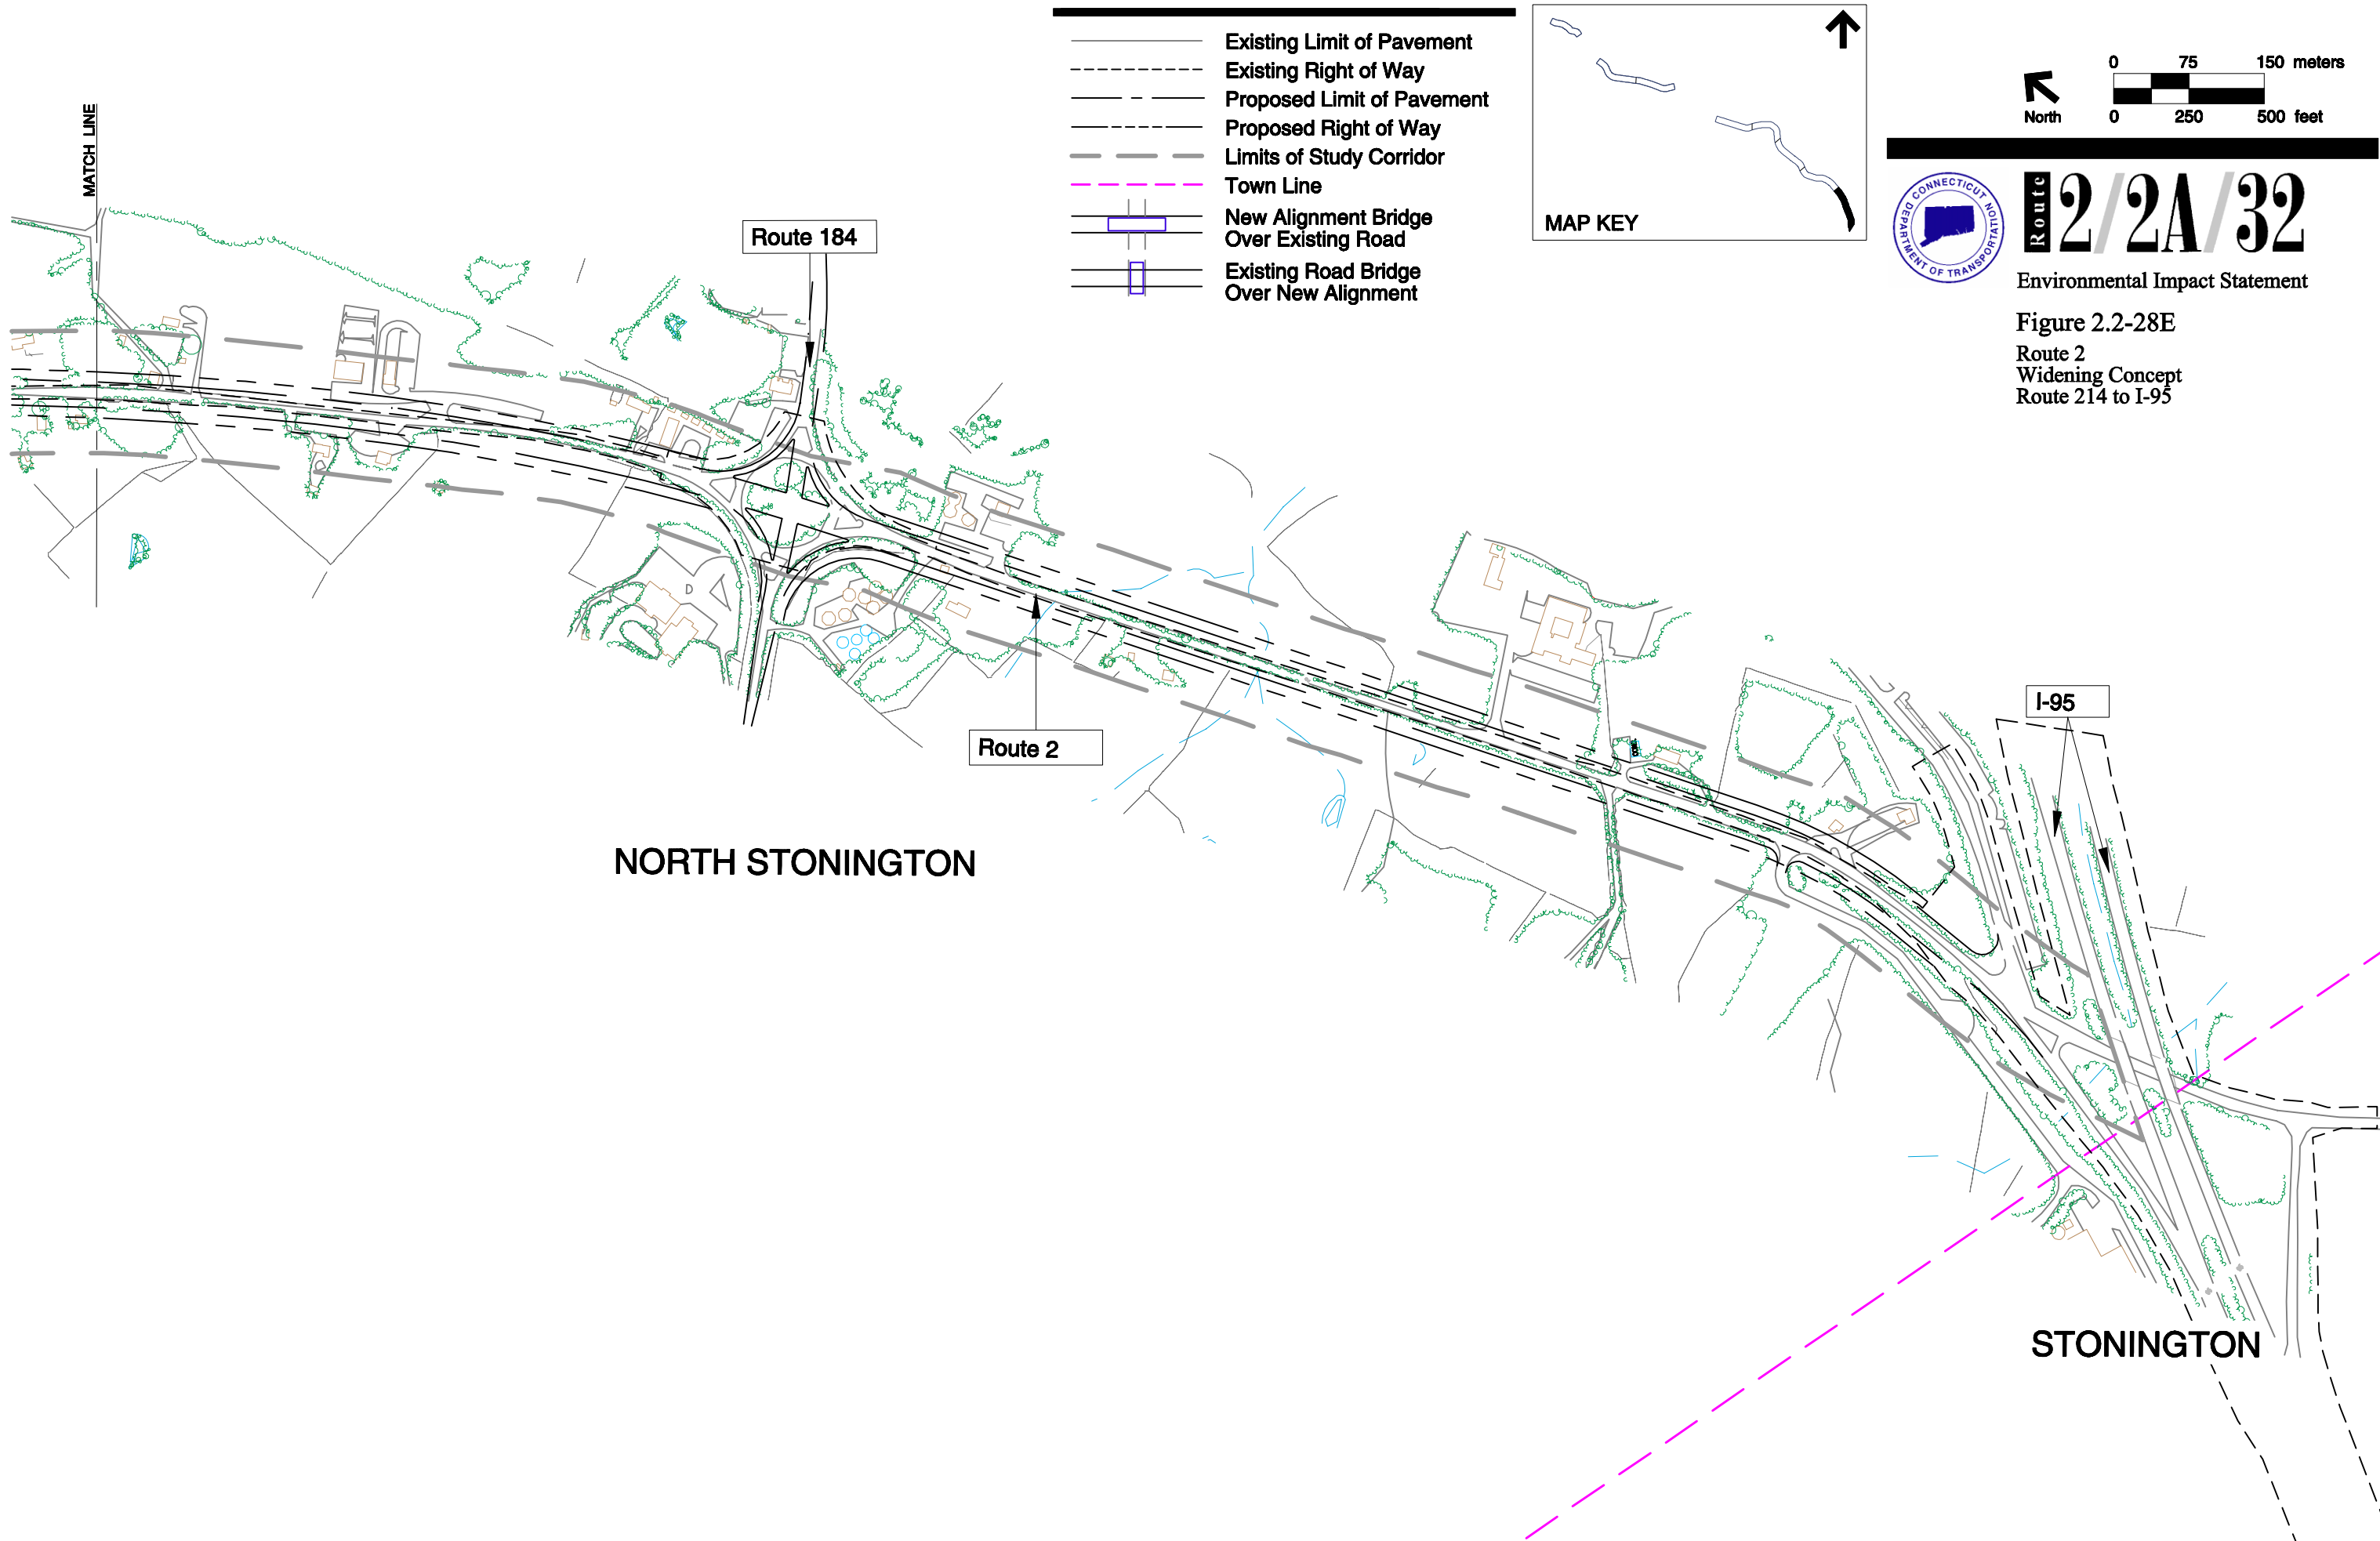 MATCH LINE
Route 184
Existing Limit of Pavement
Existing Right of Way
Proposed Limit of Pavement
Proposed Right of Way
Limits of Study Corridor
Town Line
New Alignment Bridge
Over Existing Road
Existing Road Bridge
Over New Alignment
MAP KEY
North
0 75 150 meters
0 250 500 feet
CONNECTICUT
DEPARTMENT OF TRANSPORTATION
Route 2/2A/32
Environmental Impact Statement
Figure 2.2-28E
Route 2
Widening Concept
Route 214 to I-95
Route 2
I-95
NORTH STONINGTON
STONINGTON